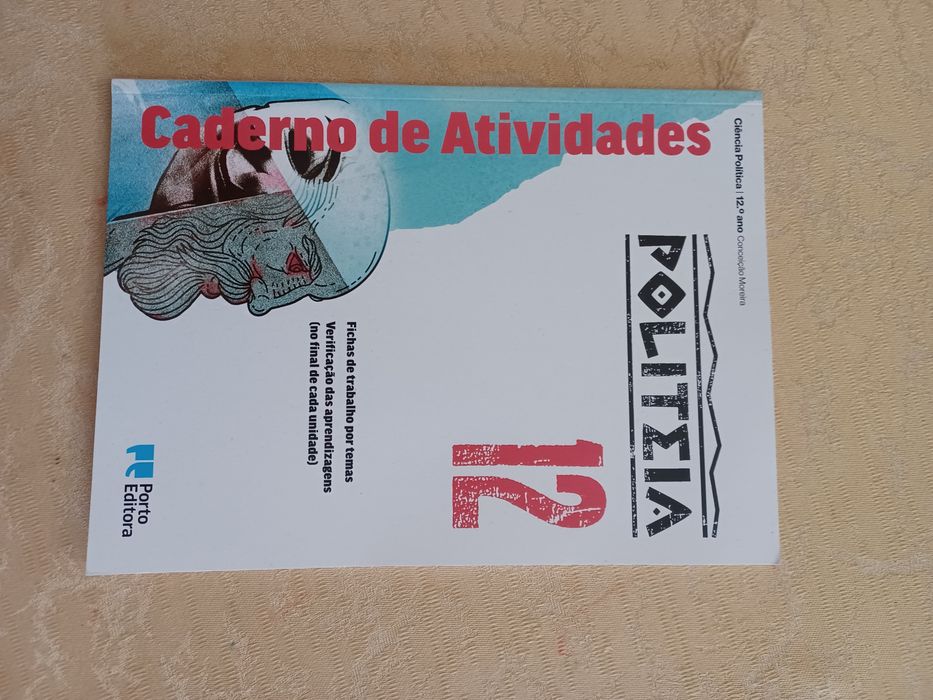 Ciência Política | 12.º ano Conceição Moreira
POLITEIA
12
Caderno de Atividades
Fichas de trabalho por temas
Verificação das aprendizagens
(no final de cada unidade)
Porto
Editora